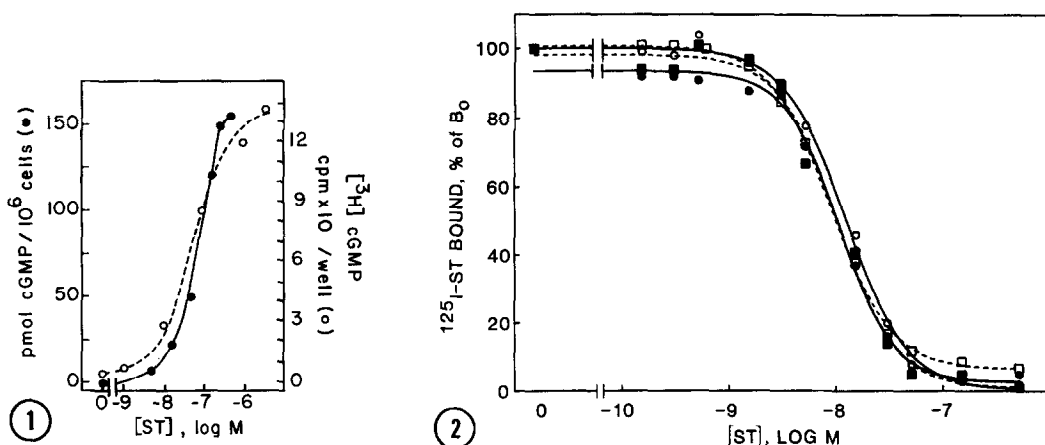 150
100
50
0
pmol cGMP/10⁶ cells (●)
12
9
6
3
0
[³H] cGMP
cpm x 10 /well (○)
0 -9 -8 -7 -6
[ST] , log M
1
100
80
60
40
20
0
¹²⁵I-ST BOUND, % of B₀
0 -10 -9 -8 -7
[ST], LOG M
2